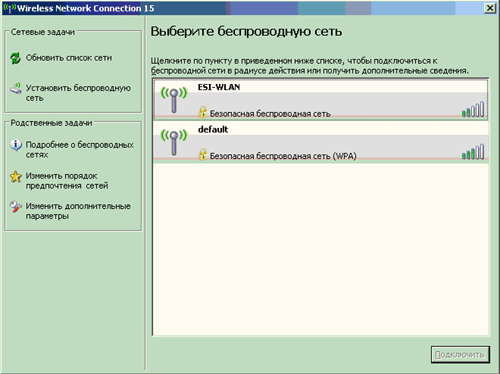 Wireless Network Connection 15
Сетевые задачи
Обновить список сети
Установить беспроводную
сеть
Родственные задачи
Подробнее о беспроводных
сетях
Изменить порядок
предпочтения сетей
Изменить дополнительные
параметры
Выберите беспроводную сеть
Щелкните по пункту в приведенном ниже списке, чтобы подключиться к
беспроводной сети в радиусе действия или получить дополнительные сведения.
ESI-WLAN
Безопасная беспроводная сеть
default
Безопасная беспроводная сеть (WPA)
Подключить